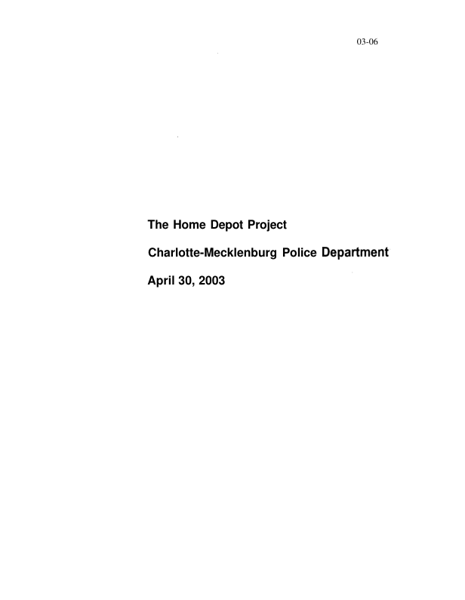 03-06
The Home Depot Project
Charlotte-Mecklenburg Police Department
April 30, 2003